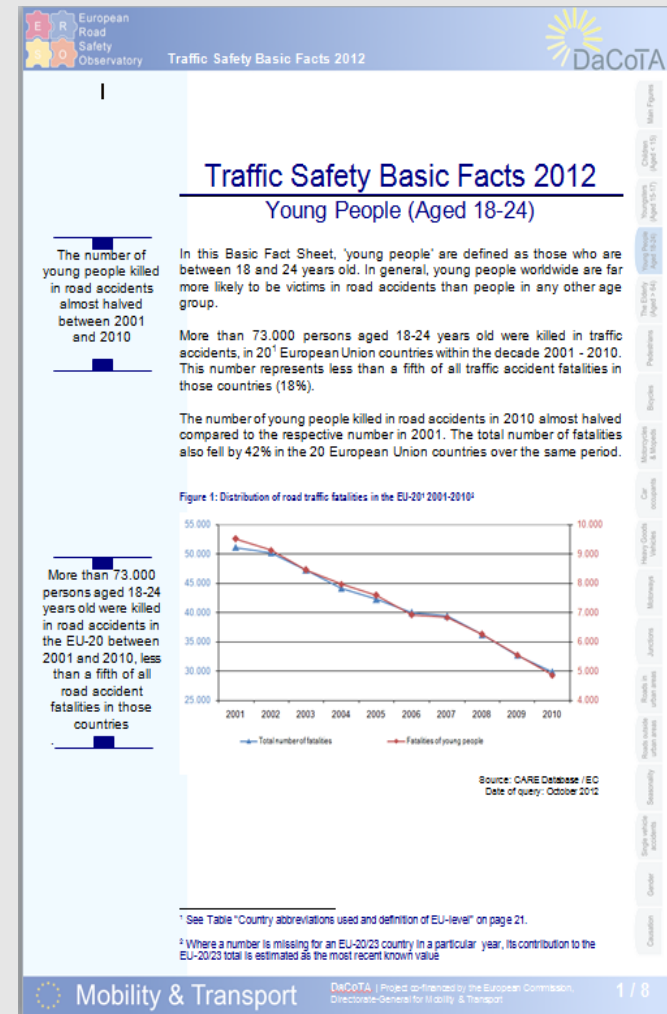 European
E R Road
Safety
S O Observatory
Traffic Safety Basic Facts 2012
DaCoTA
Main Figures
Children
(Aged < 15)
Youngsters
(Aged 15-17)
Young People
(Aged 18-24)
The Elderly
(Aged > 64)
Pedestrians
Bicycles
Motorcycles
& Mopeds
Car
occupants
Heavy Goods
Vehicles
Motorways
Junctions
Roads in
urban areas
Roads outside
urban areas
Seasonality
Single vehicle
accidents
Gender
Causation
Traffic Safety Basic Facts 2012
Young People (Aged 18-24)
The number of
young people killed
in road accidents
almost halved
between 2001
and 2010
In this Basic Fact Sheet, 'young people' are defined as those who are
between 18 and 24 years old. In general, young people worldwide are far
more likely to be victims in road accidents than people in any other age
group.
More than 73.000 persons aged 18-24 years old were killed in traffic
accidents, in 20¹ European Union countries within the decade 2001 - 2010.
This number represents less than a fifth of all traffic accident fatalities in
those countries (18%).
The number of young people killed in road accidents in 2010 almost halved
compared to the respective number in 2001. The total number of fatalities
also fell by 42% in the 20 European Union countries over the same period.
More than 73.000
persons aged 18-24
years old were killed
in road accidents in
the EU-20 between
2001 and 2010, less
than a fifth of all
road accident
fatalities in those
countries
.
Figure 1: Distribution of road traffic fatalities in the EU-20¹ 2001-2010²
55.000
50.000
45.000
40.000
35.000
30.000
25.000
10.000
9.000
8.000
7.000
6.000
5.000
4.000
2001 2002 2003 2004 2005 2006 2007 2008 2009 2010
Total number of fatalities Fatalities of young people
Source: CARE Database / EC
Date of query: October 2012
¹ See Table "Country abbreviations used and definition of EU-level" on page 21.
² Where a number is missing for an EU-20/23 country in a particular year, its contribution to the
EU-20/23 total is estimated as the most recent known value
Mobility & Transport
DaCoTA | Project co-financed by the European Commission,
Directorate-General for Mobility & Transport
1 / 8